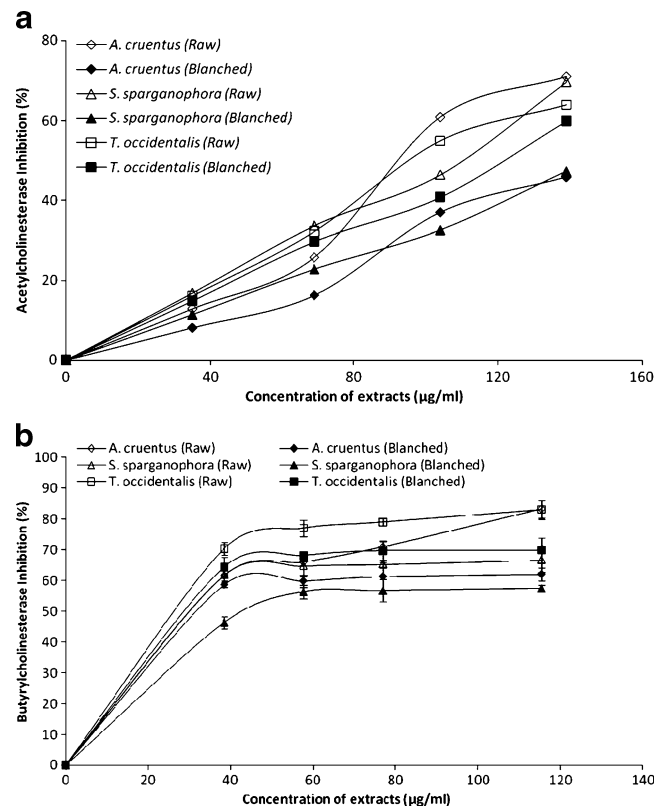 a
80
60
40
20
0
Acetylcholinesterase Inhibition (%)
A. cruentus (Raw)
A. cruentus (Blanched)
S. sparganophora (Raw)
S. sparganophora (Blanched)
T. occidentalis (Raw)
T. occidentalis (Blanched)
0 40 80 120 160
Concentration of extracts (µg/ml)
b
A. cruentus (Raw) A. cruentus (Blanched)
S. sparganophora (Raw) S. sparganophora (Blanched)
T. occidentalis (Raw) T. occidentalis (Blanched)
100
90
80
70
60
50
40
30
20
10
0
Butyrylcholinesterase Inhibition (%)
0 20 40 60 80 100 120 140
Concentration of extracts (µg/ml)